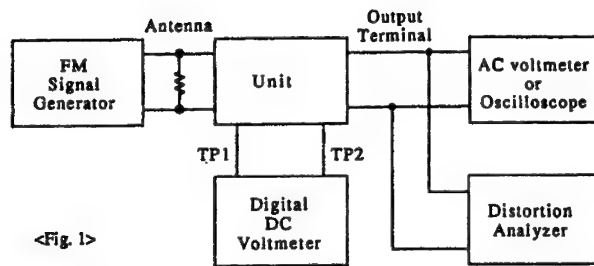 Antenna
Output
Terminal
FM
Signal
Generator
Unit
AC voltmeter
or
Oscilloscope
TP1
TP2
Digital
DC
Voltmeter
Distortion
Analyzer
<Fig. 1>